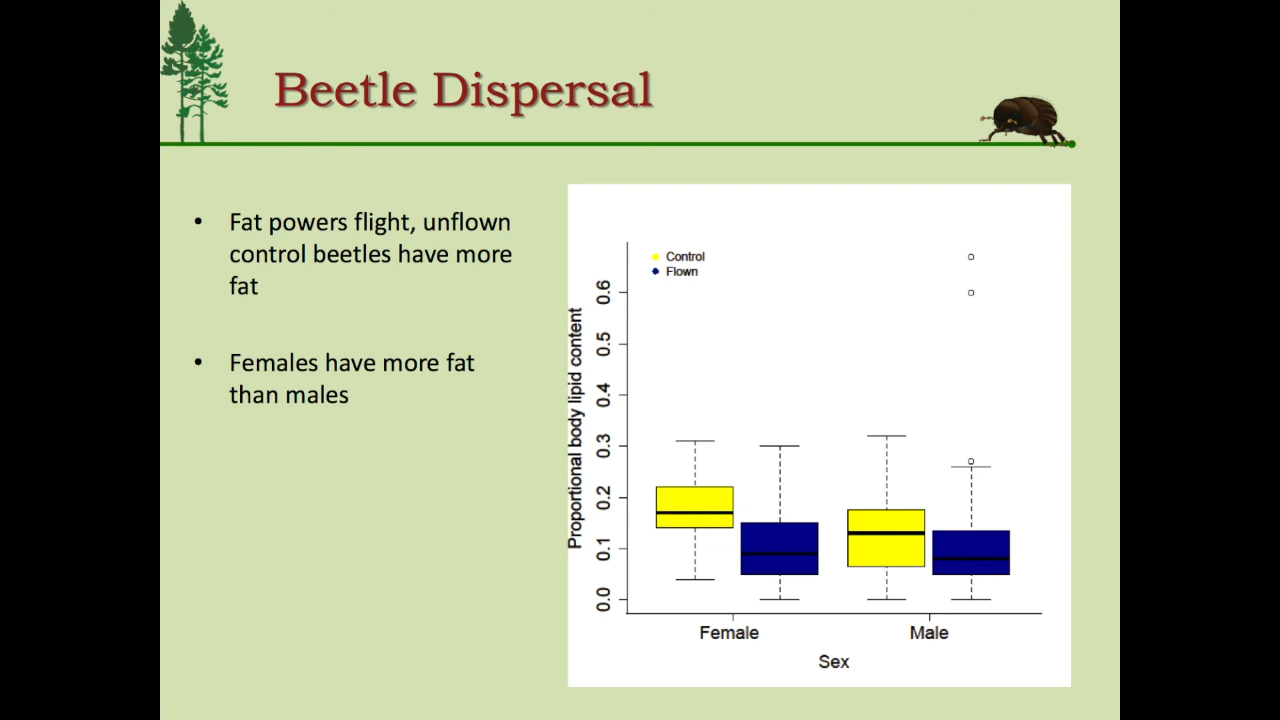 Beetle Dispersal
• Fat powers flight, unflown
control beetles have more
fat
• Females have more fat
than males
Control
Flown
Proportional body lipid content
0.6
0.5
0.4
0.3
0.2
0.1
0.0
Female
Male
Sex